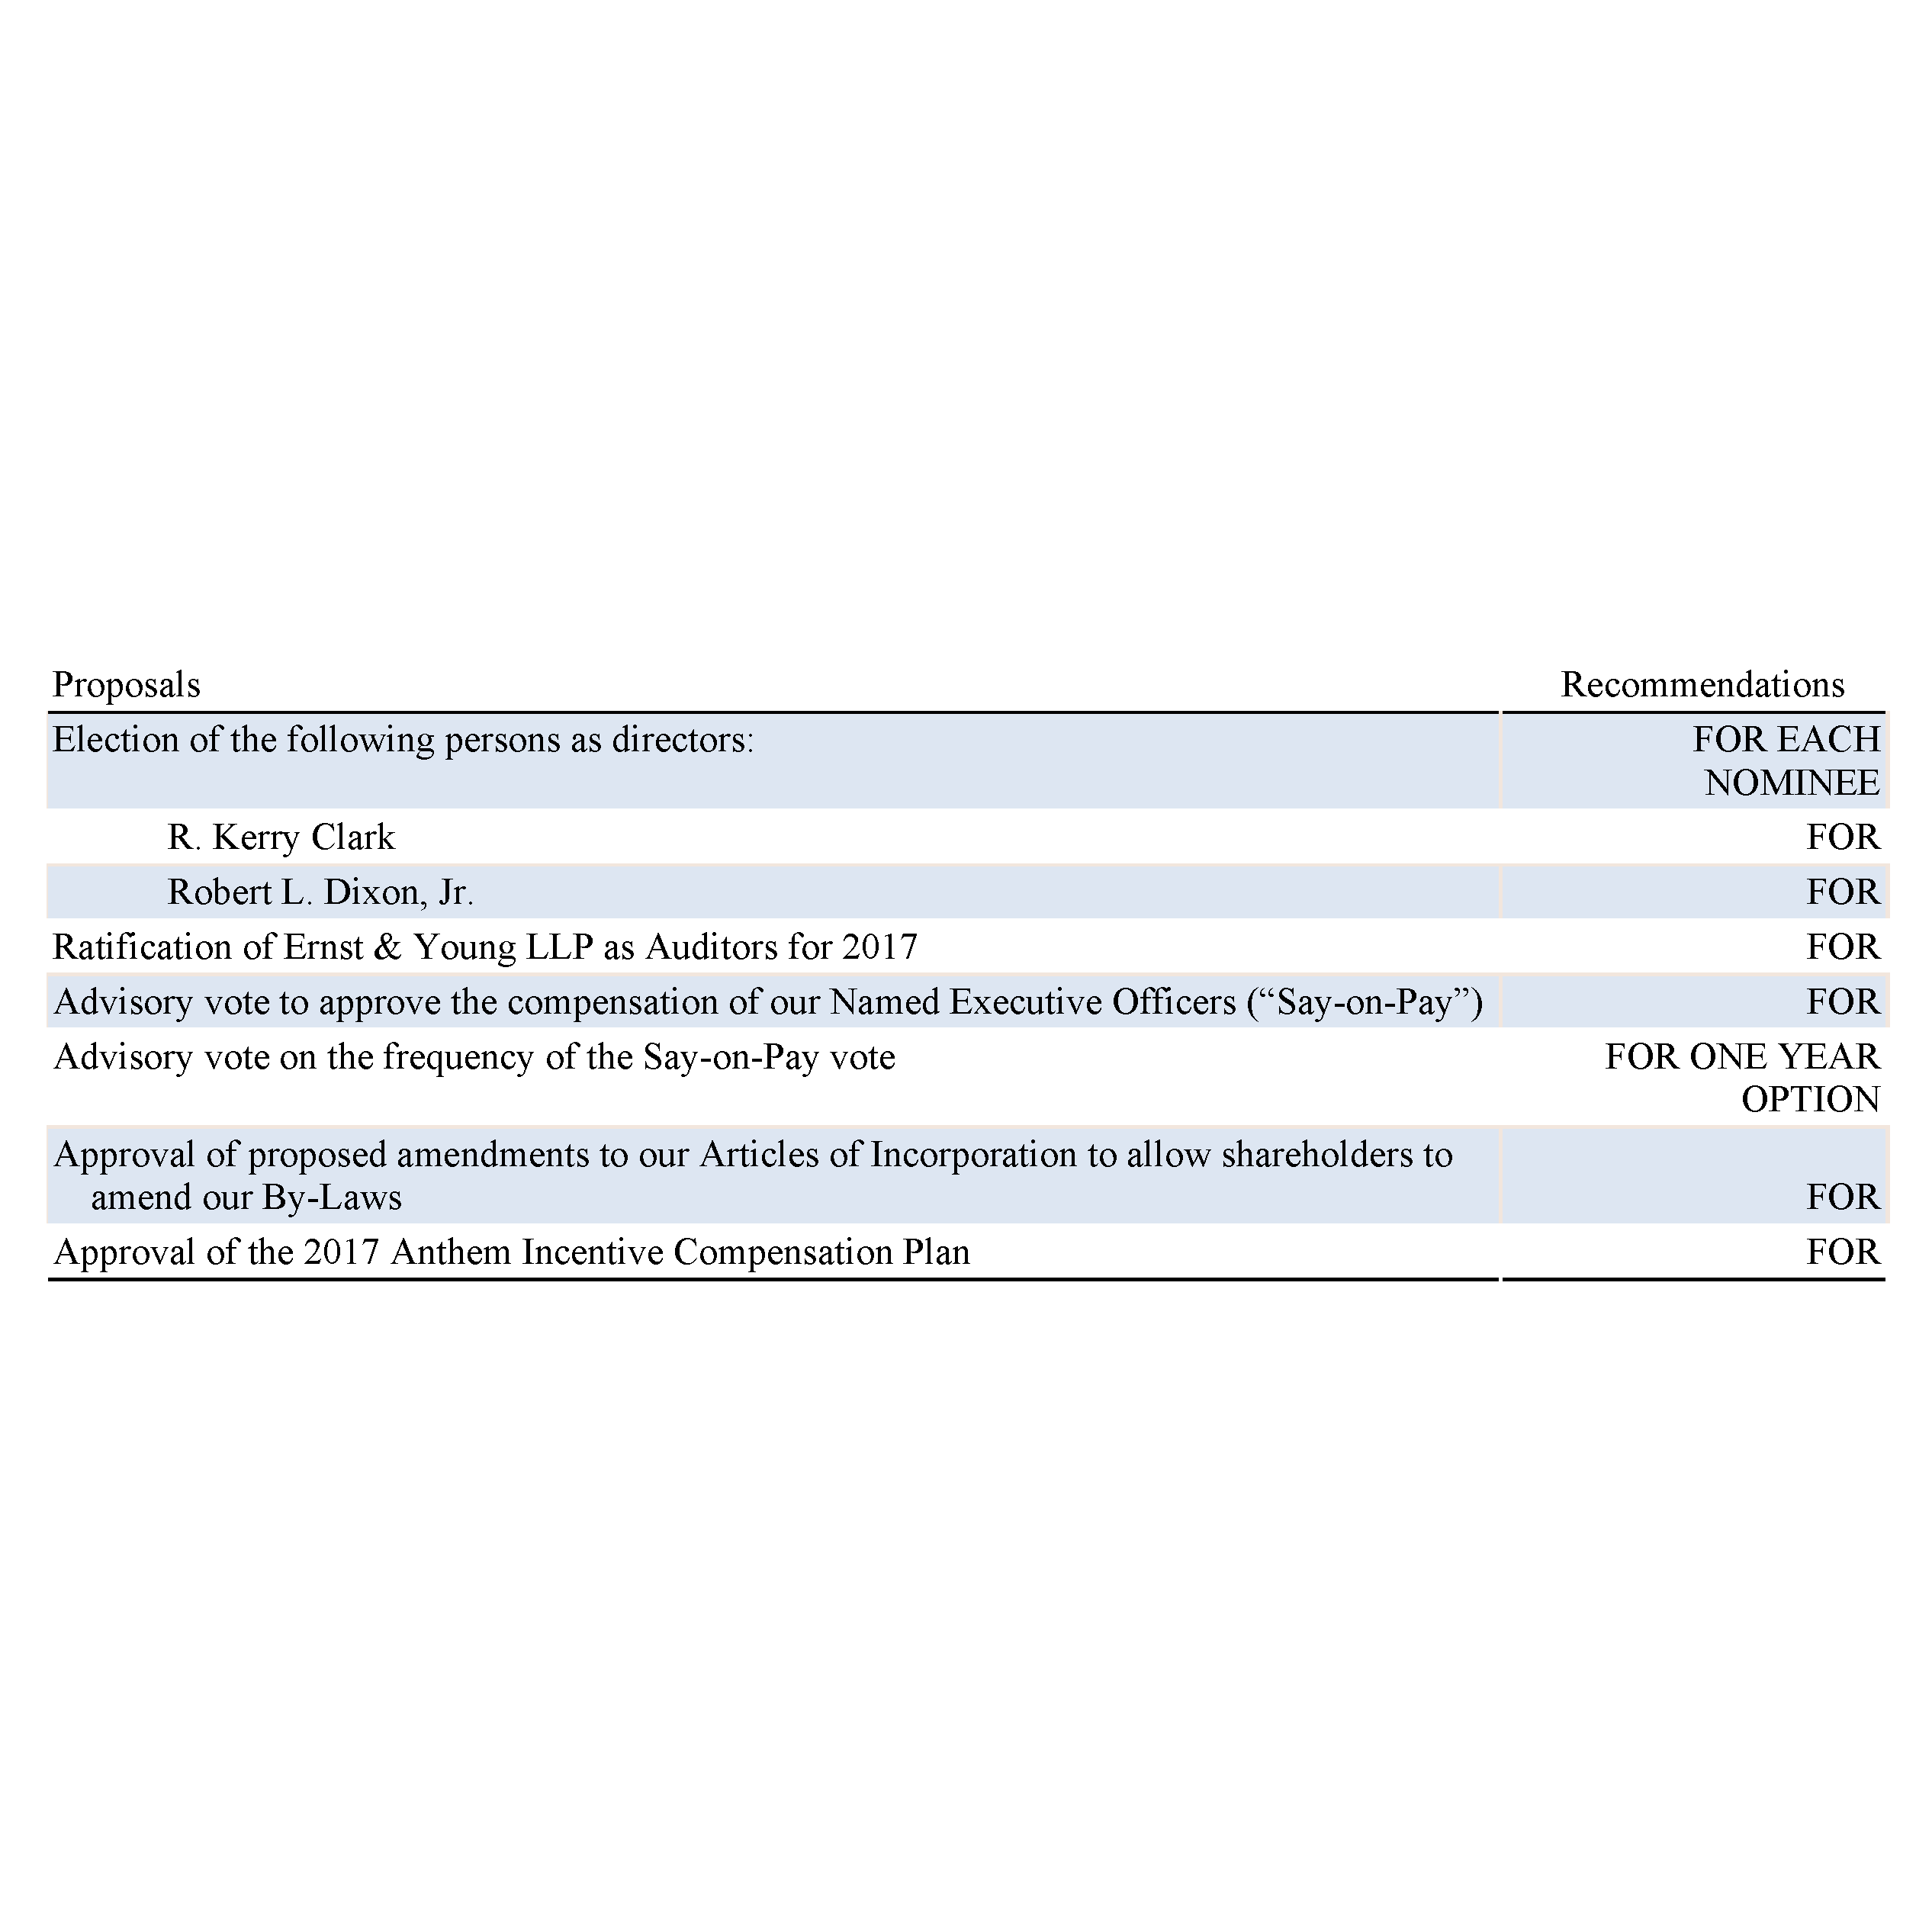 Proposals Recommendations
Election of the following persons as directors: FOR EACH
NOMINEE
R. Kerry Clark FOR
Robert L. Dixon, Jr. FOR
Ratification of Ernst & Young LLP as Auditors for 2017 FOR
Advisory vote to approve the compensation of our Named Executive Officers (“Say-on-Pay”) FOR
Advisory vote on the frequency of the Say-on-Pay vote FOR ONE YEAR
OPTION
Approval of proposed amendments to our Articles of Incorporation to allow shareholders to
amend our By-Laws FOR
Approval of the 2017 Anthem Incentive Compensation Plan FOR